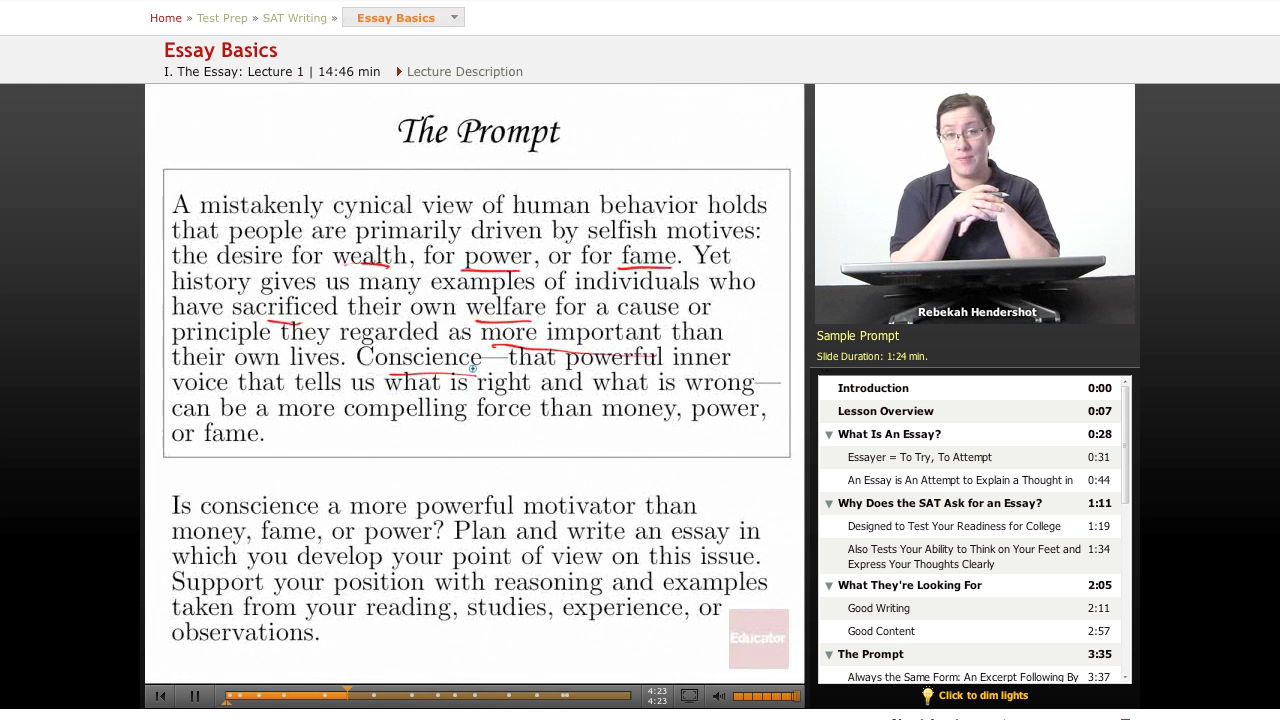 Home » Test Prep » SAT Writing » Essay Basics
Essay Basics
I. The Essay: Lecture 1 | 14:46 min Lecture Description
The Prompt
A mistakenly cynical view of human behavior holds
that people are primarily driven by selfish motives:
the desire for wealth, for power, or for fame. Yet
history gives us many examples of individuals who
have sacrificed their own welfare for a cause or
principle they regarded as more important than
their own lives. Conscience—that powerful inner
voice that tells us what is right and what is wrong—
can be a more compelling force than money, power,
or fame.
Is conscience a more powerful motivator than
money, fame, or power? Plan and write an essay in
which you develop your point of view on this issue.
Support your position with reasoning and examples
taken from your reading, studies, experience, or
observations.
Educator
4:23
4:23
Rebekah Hendershot
Sample Prompt
Slide Duration: 1:24 min.
Introduction 0:00
Lesson Overview 0:07
What Is An Essay? 0:28
Essayer = To Try, To Attempt 0:31
An Essay is An Attempt to Explain a Thought in 0:44
Why Does the SAT Ask for an Essay? 1:11
Designed to Test Your Readiness for College 1:19
Also Tests Your Ability to Think on Your Feet and 1:34
Express Your Thoughts Clearly
What They're Looking For 2:05
Good Writing 2:11
Good Content 2:57
The Prompt 3:35
Always the Same Form: An Excerpt Following By 3:37
Click to dim lights